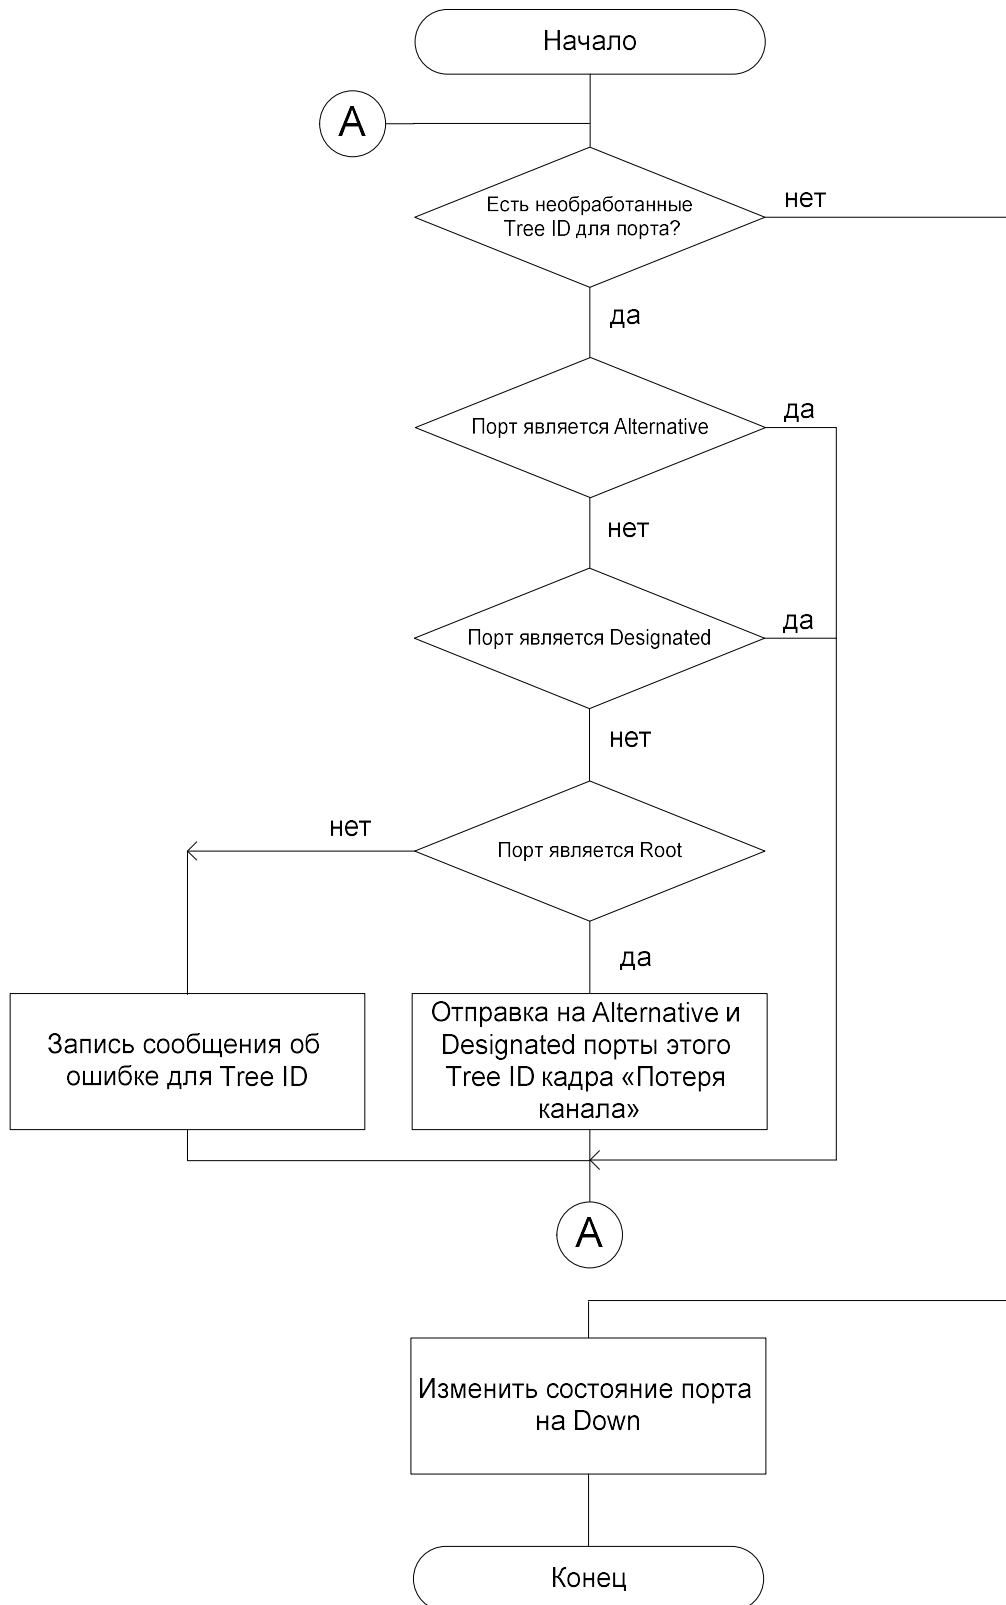 Начало
А
Есть необработанные
Tree ID для порта?
нет
да
Порт является Alternative
да
нет
Порт является Designated
да
нет
Порт является Root
нет
да
Запись сообщения об
ошибке для Tree ID
Отправка на Alternative и
Designated порты этого
Tree ID кадра «Потеря
канала»
А
Изменить состояние порта
на Down
Конец